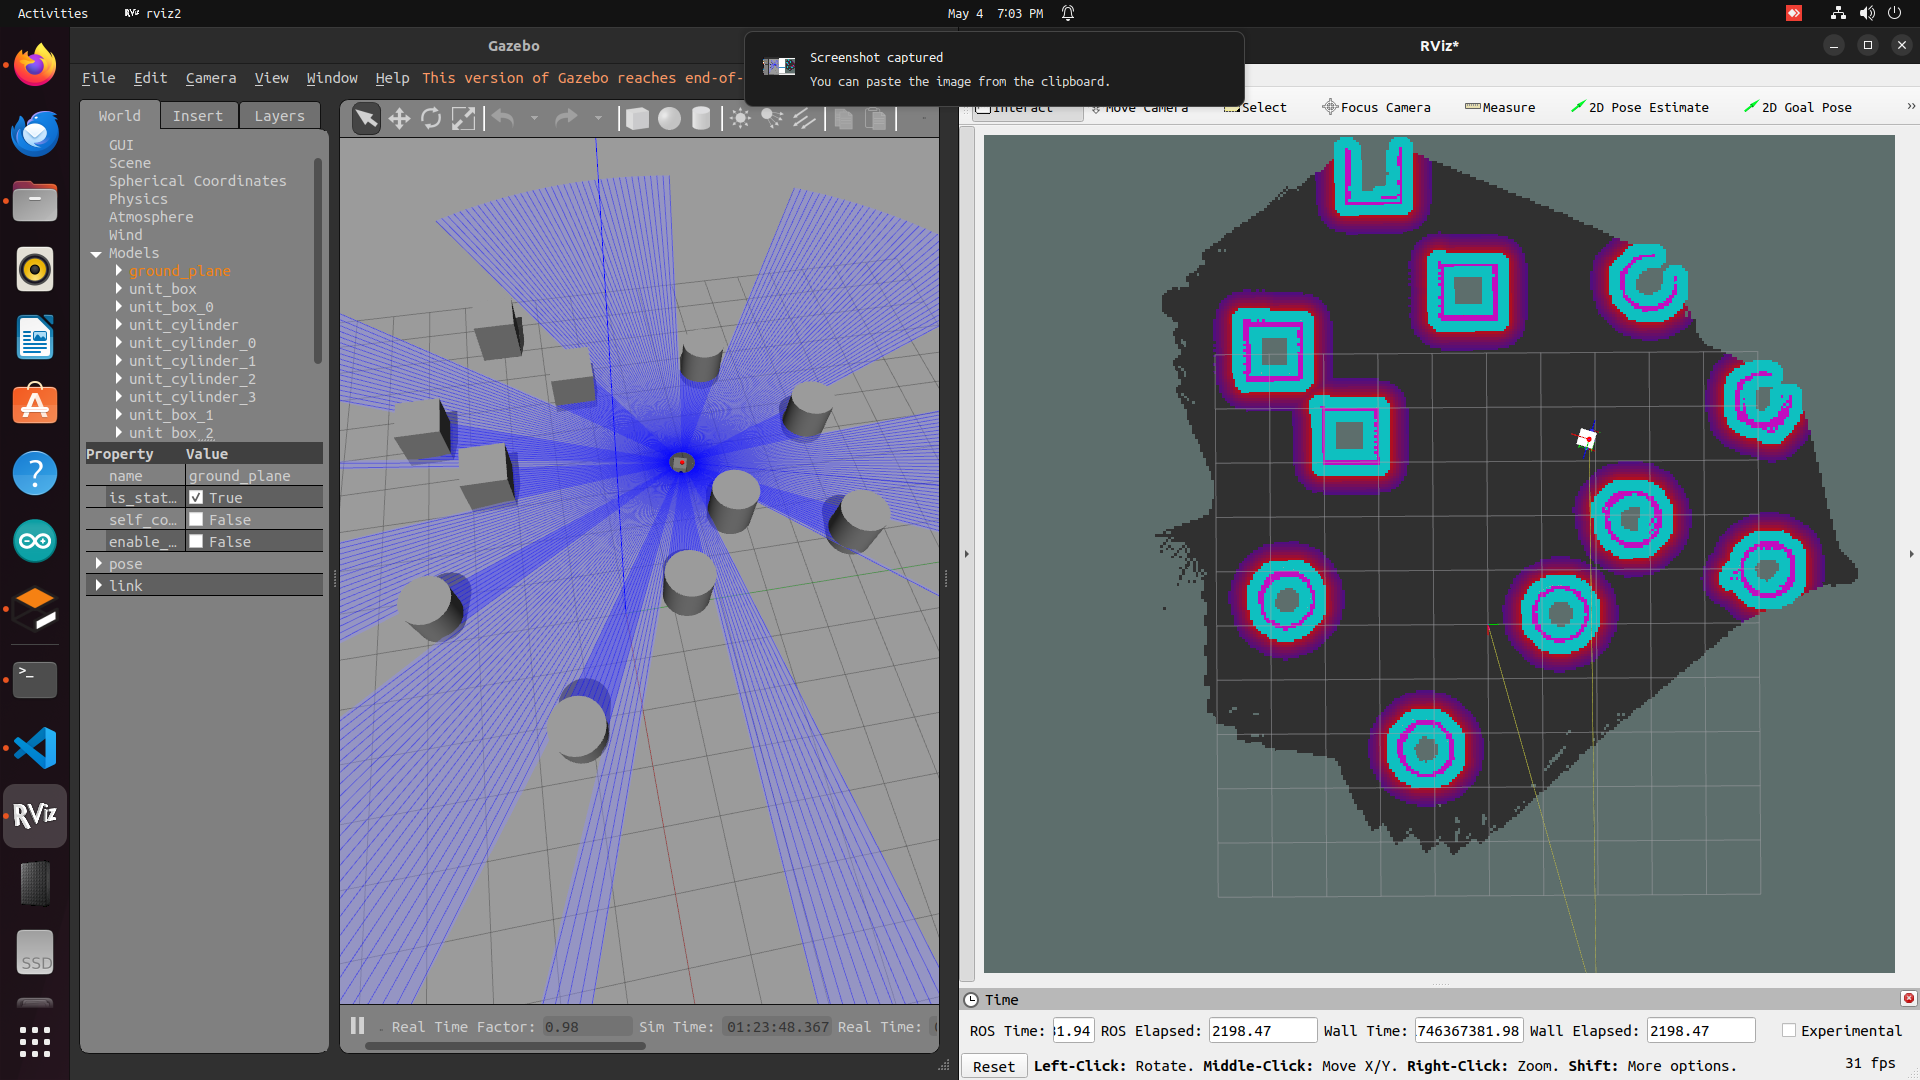 Activities
RViz rviz2
May 4 7:03 PM
Gazebo
RViz*
Screenshot captured
You can paste the image from the clipboard.
File Edit Camera View Window Help This version of Gazebo reaches end-of-
Interact Move Camera Select Focus Camera Measure 2D Pose Estimate 2D Goal Pose »
World Insert Layers
GUI
Scene
Spherical Coordinates
Physics
Atmosphere
Wind
Models
ground_plane
unit_box
unit_box_0
unit_cylinder
unit_cylinder_0
unit_cylinder_1
unit_cylinder_2
unit_cylinder_3
unit_box_1
unit_box_2
Property Value
name ground_plane
is_stat... True
self_co... False
enable_... False
pose
link
RViz
SSD
Real Time Factor: 0.98 Sim Time: 01:23:48.367 Real Time:
Time
ROS Time: 31.94 ROS Elapsed: 2198.47 Wall Time: 746367381.98 Wall Elapsed: 2198.47 Experimental
Reset Left-Click: Rotate. Middle-Click: Move X/Y. Right-Click: Zoom. Shift: More options. 31 fps